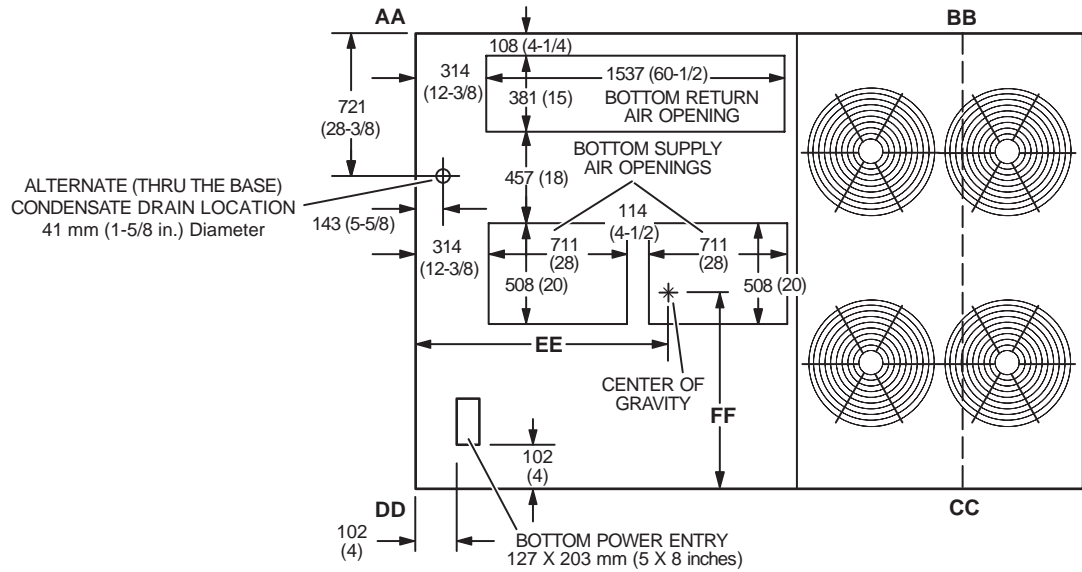 AA
BB
108 (4-1/4)
314
(12-3/8)
1537 (60-1/2)
381 (15)
BOTTOM RETURN
AIR OPENING
721
(28-3/8)
BOTTOM SUPPLY
AIR OPENINGS
457 (18)
ALTERNATE (THRU THE BASE)
CONDENSATE DRAIN LOCATION
41 mm (1-5/8 in.) Diameter
143 (5-5/8)
314
(12-3/8)
114
(4-1/2)
711
(28)
711
(28)
508 (20)
508 (20)
EE
CENTER OF
GRAVITY
FF
102
(4)
DD
CC
102
(4)
BOTTOM POWER ENTRY
127 X 203 mm (5 X 8 inches)